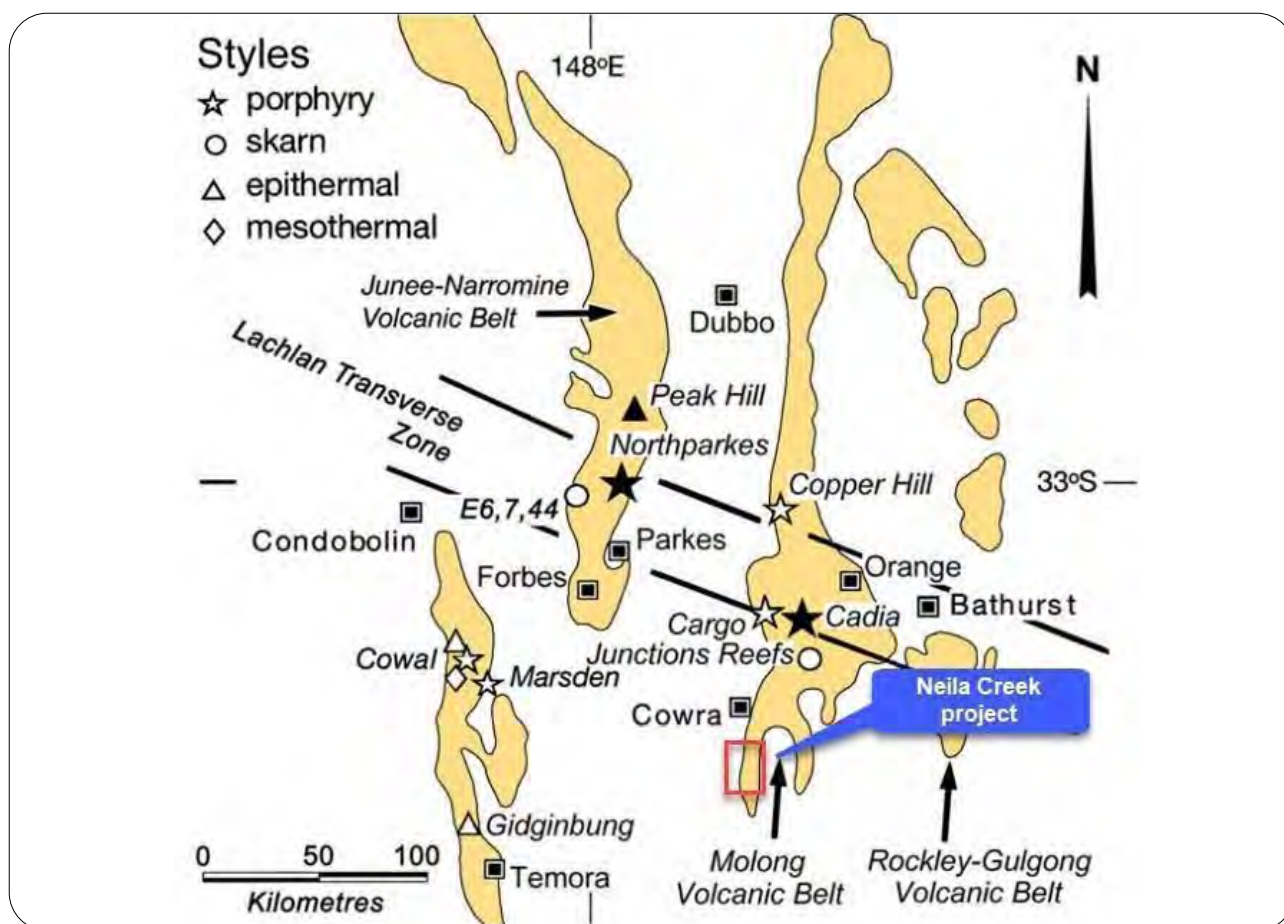 Styles
porphyry
skarn
epithermal
mesothermal
148°E
N
Junee-Narromine
Volcanic Belt
Dubbo
Lachlan Transverse
Zone
Peak Hill
Northparkes
Copper Hill
33°S
E6,7,44
Condobolin
Parkes
Forbes
Orange
Bathurst
Cargo
Cadia
Junctions Reefs
Cowal
Marsden
Neila Creek
project
Cowra
Gidginbung
0 50 100
Kilometres
Temora
Molong
Volcanic Belt
Rockley-Gulgong
Volcanic Belt